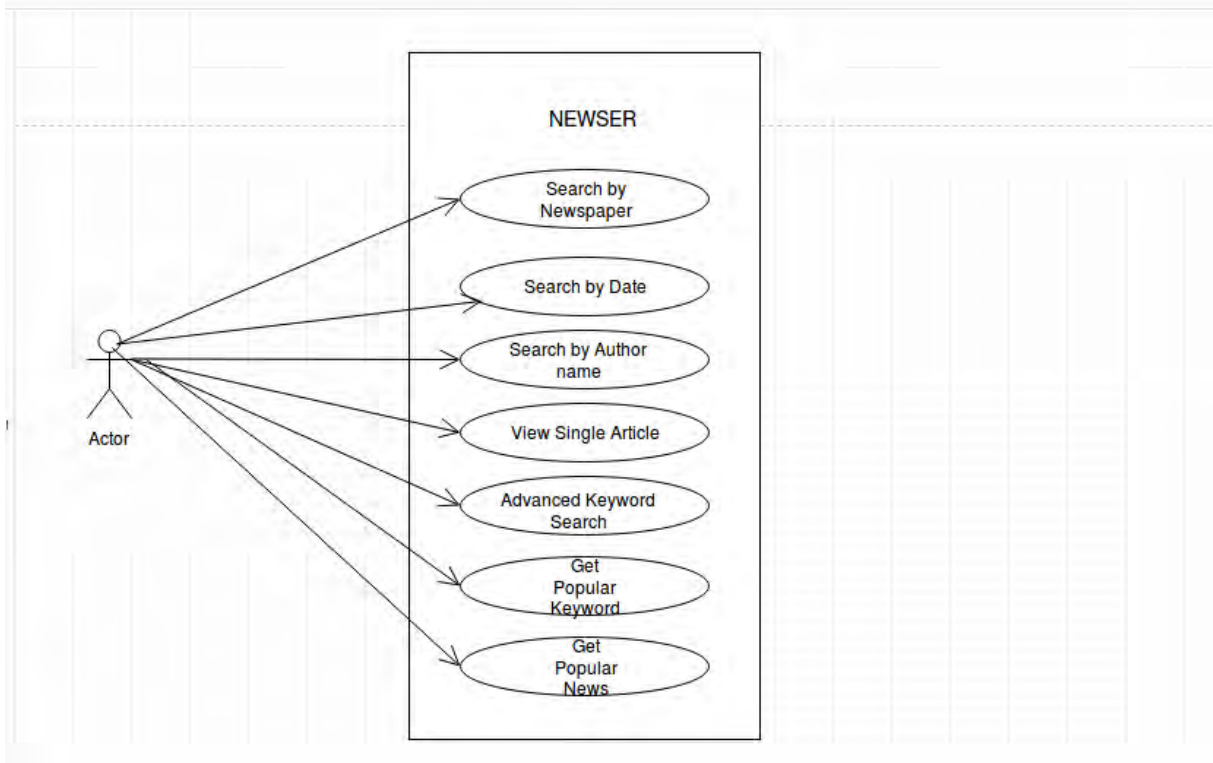 NEWSER
Search by
Newspaper
Search by Date
Search by Author
name
View Single Article
Advanced Keyword
Search
Get
Popular
Keyword
Get
Popular
News
Actor